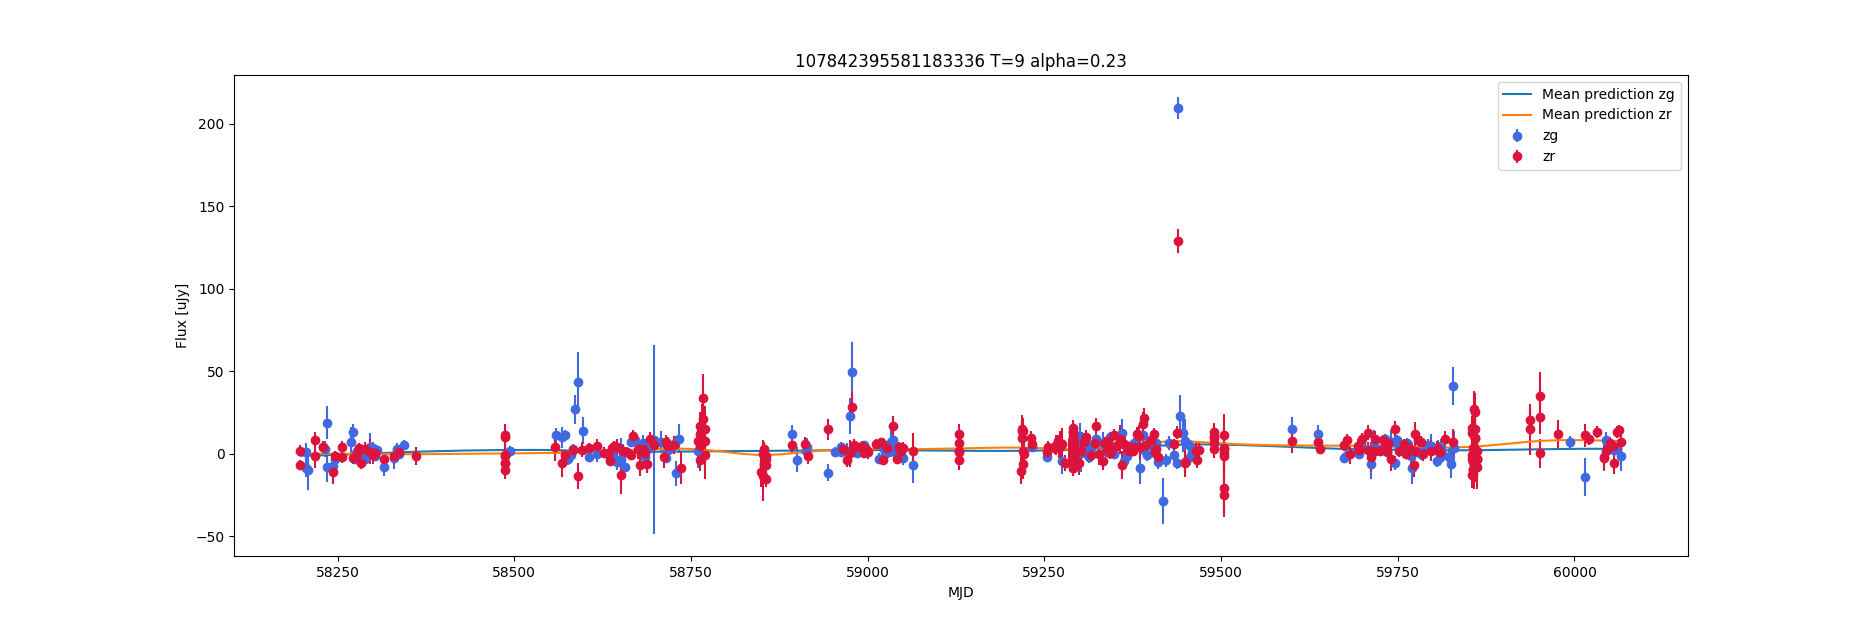 107842395581183336 T=9 alpha=0.23
Mean prediction zg
Mean prediction zr
zg
zr
Flux [uJy]
200
150
100
50
0
−50
58250 58500 58750 59000 59250 59500 59750 60000
MJD